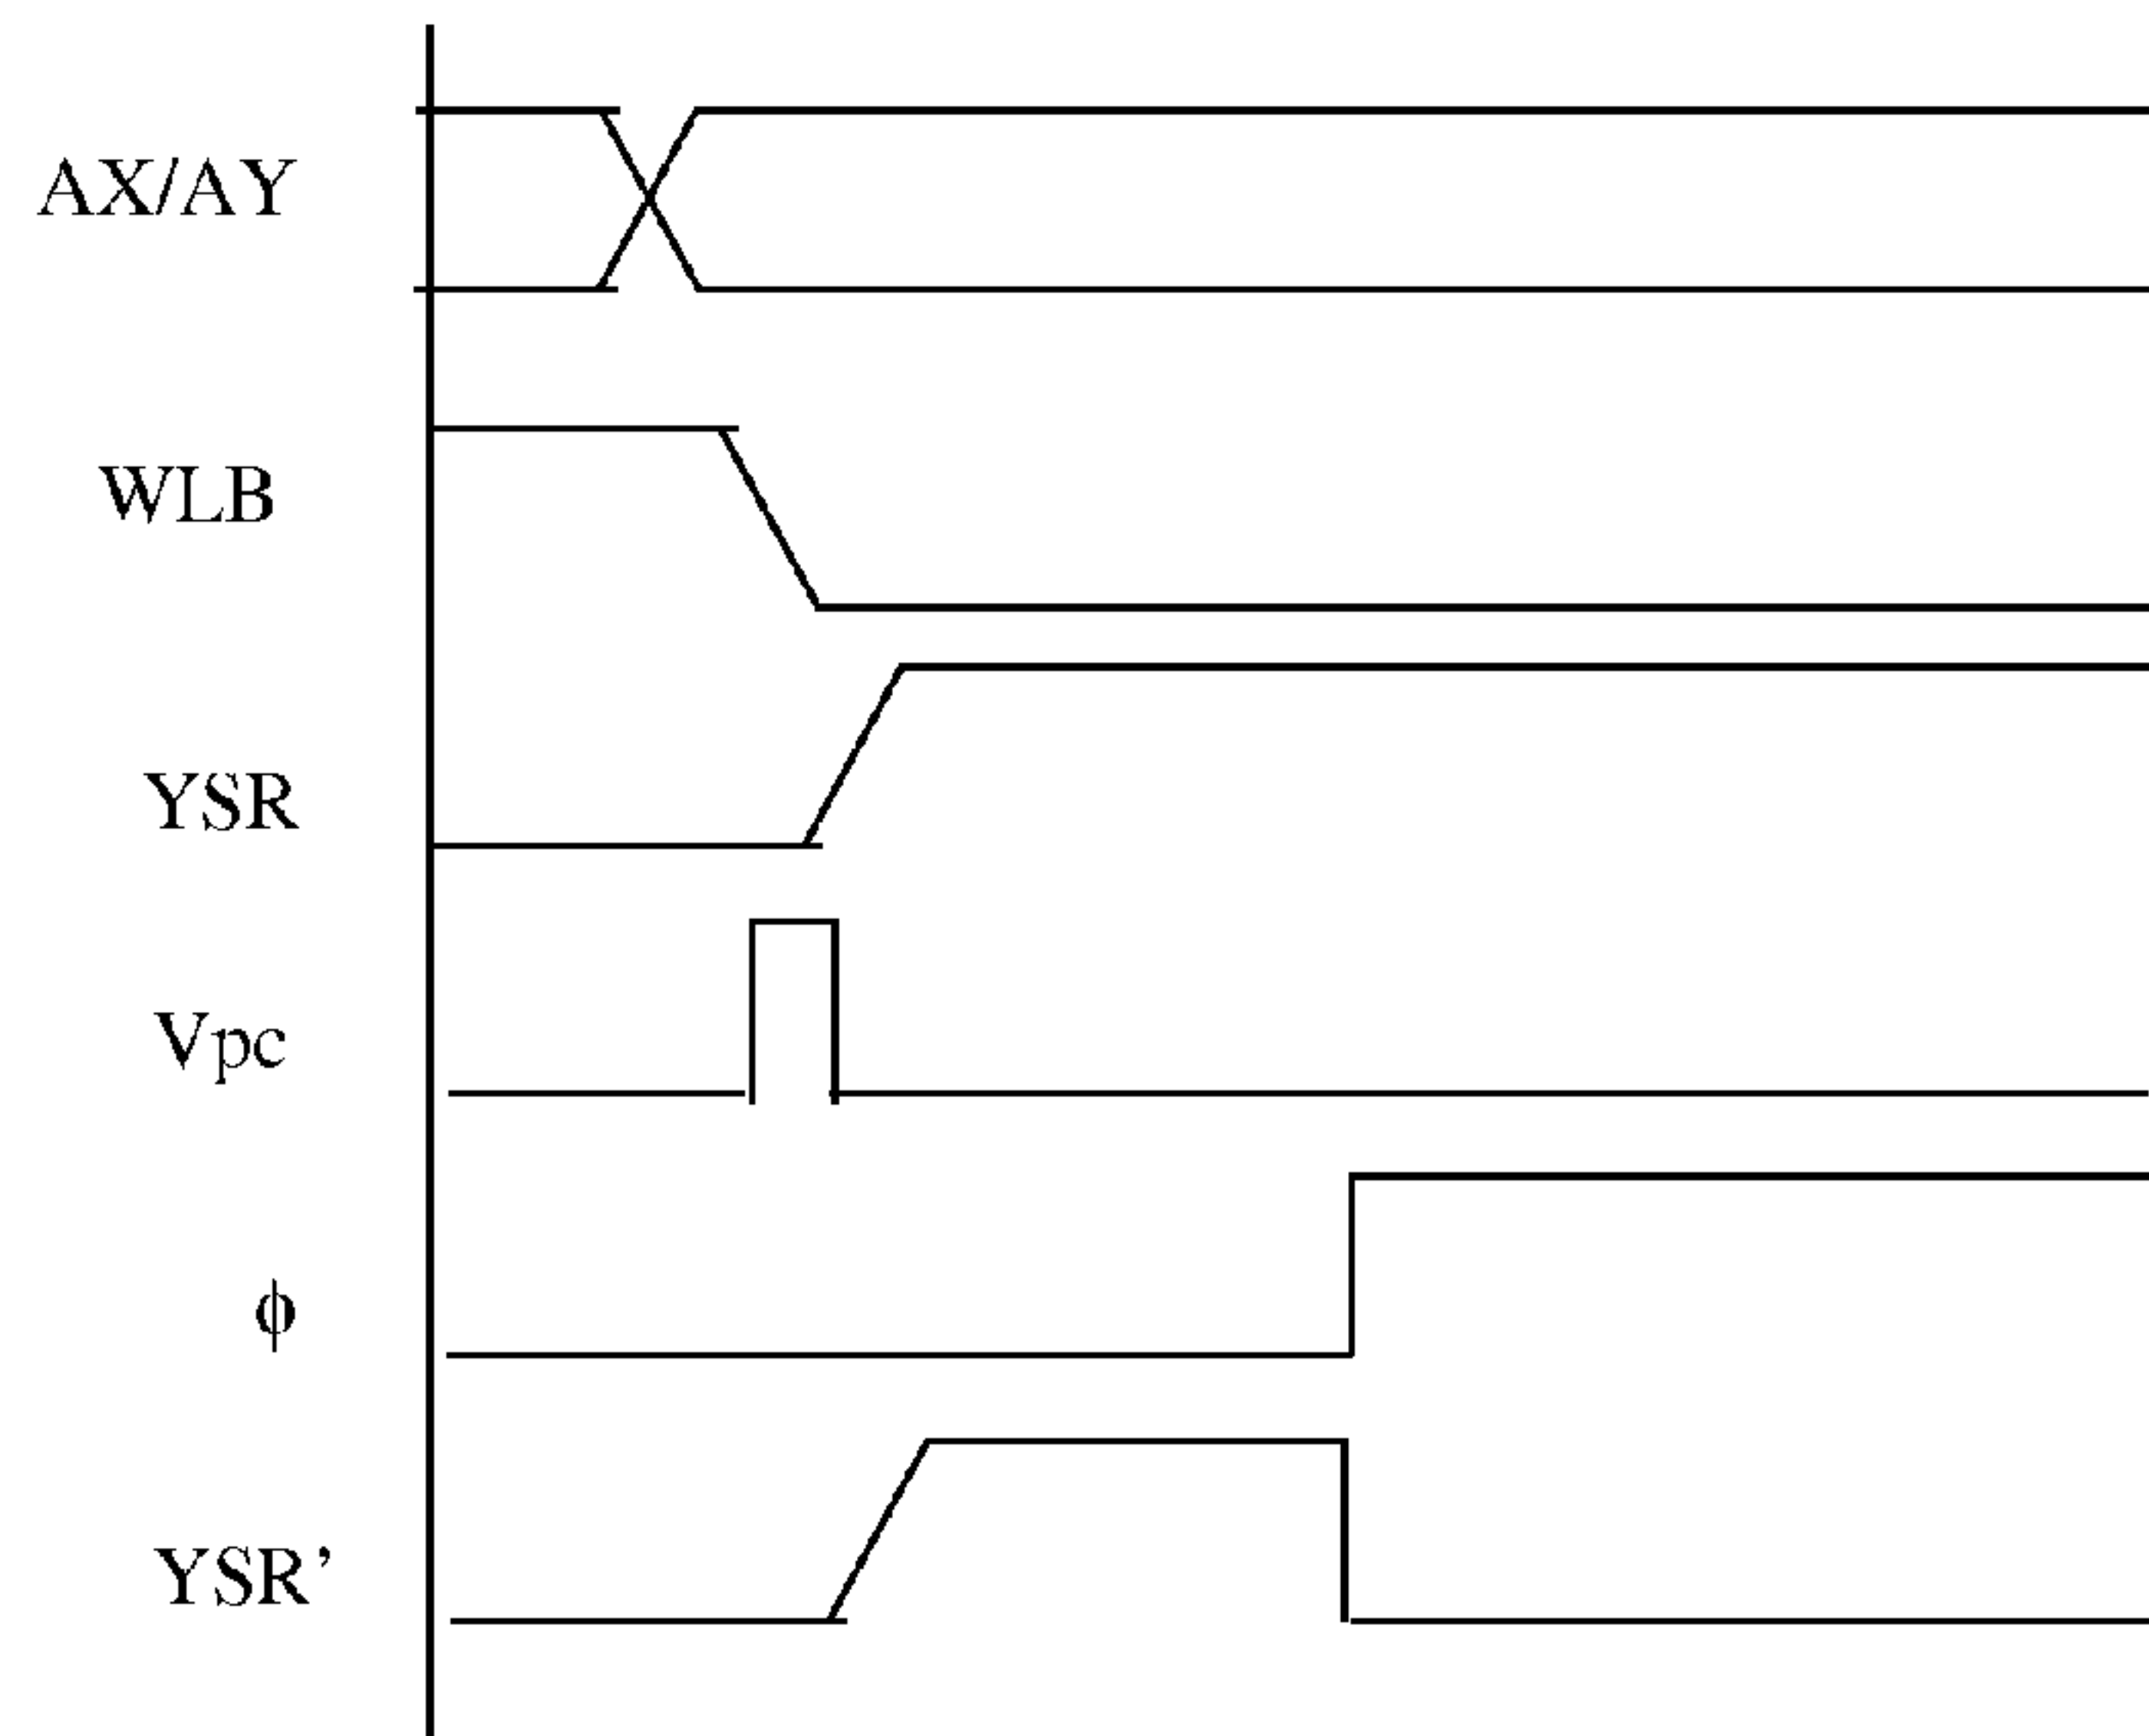 AX/AY
WLB
YSR
Vpc
ϕ
YSR’